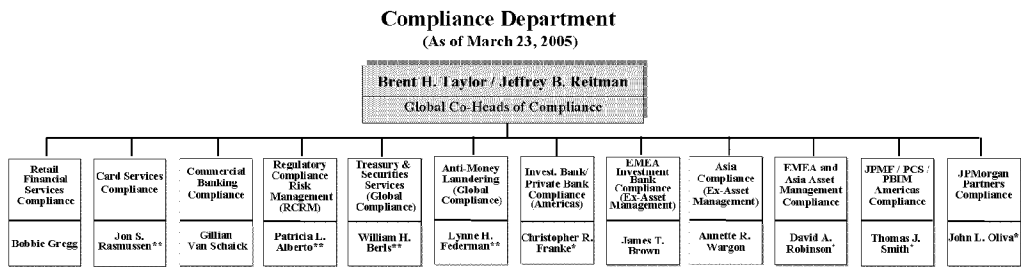 Compliance Department
(As of March 23, 2005)
Brent H. Taylor / Jeffrey B. Reitman
Global Co-Heads of Compliance
Retail
Financial
Services
Compliance
Bobbie Gregg
Card Services
Compliance
Jon S.
Rasmussen**
Commercial
Banking
Compliance
Gillian
Van Schaick
Regulatory
Compliance
Risk
Management
(RCRM)
Patricia L.
Alberto**
Treasury &
Securities
Services
(Global
Compliance)
William H.
Berls**
Anti-Money
Laundering
(Global
Compliance)
Lynne H.
Federman**
Invest. Bank/
Private Bank
Compliance
(Americas)
Christopher R.
Franke*
EMEA
Investment
Bank
Compliance
(Ex-Asset
Management)
James T.
Brown
Asia
Compliance
(Ex-Asset
Management)
Annette R.
Wargon
EMEA and
Asia Asset
Management
Compliance
David A.
Robinson*
JPMF / PCS /
PBIM
Americas
Compliance
Thomas J.
Smith*
JPMorgan
Partners
Compliance
John L. Oliva*